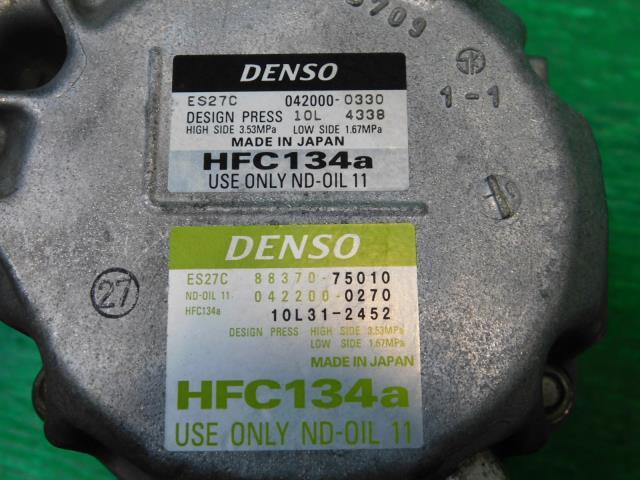 DENSO
ES27C 042000-0330
DESIGN PRESS 10L 4338
HIGH SIDE 3.53MPa LOW SIDE 1.67MPa
MADE IN JAPAN
HFC134a
USE ONLY ND-OIL 11
1-1
27
DENSO
ES27C 88370-75010
ND-OIL 11 042200-0270
HFC134a 10L31-2452
DESIGN PRESS HIGH SIDE 3.53MPa
LOW SIDE 1.67MPa
MADE IN JAPAN
HFC134a
USE ONLY ND-OIL 11